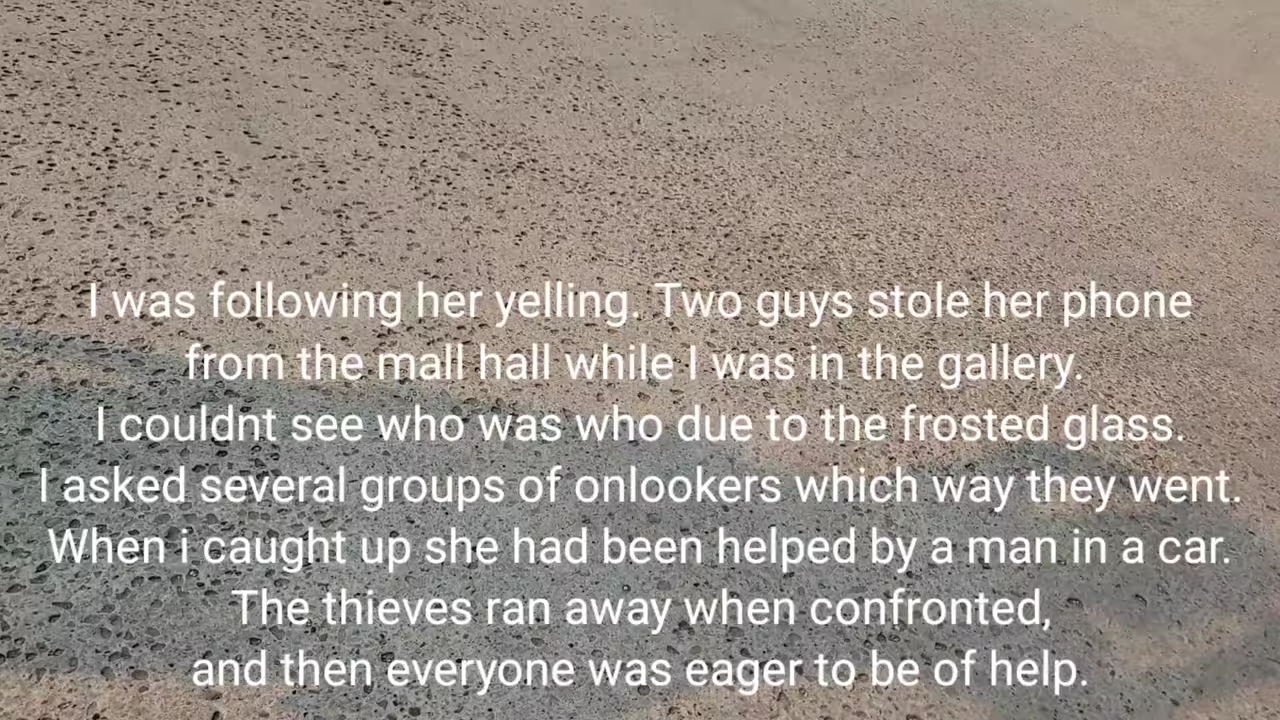 I was following her yelling. Two guys stole her phone
from the mall hall while I was in the gallery.
I couldnt see who was who due to the frosted glass.
I asked several groups of onlookers which way they went.
When i caught up she had been helped by a man in a car.
The thieves ran away when confronted,
and then everyone was eager to be of help.